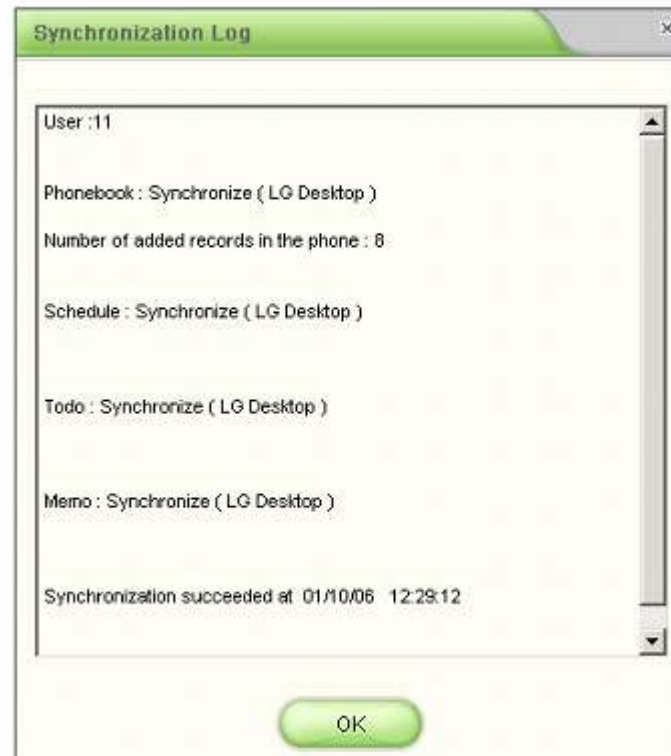 Synchronization Log
User :11
Phonebook : Synchronize ( LG Desktop )
Number of added records in the phone : 8
Schedule : Synchronize ( LG Desktop )
Todo : Synchronize ( LG Desktop )
Memo : Synchronize ( LG Desktop )
Synchronization succeeded at 01/10/06 12:29:12
OK